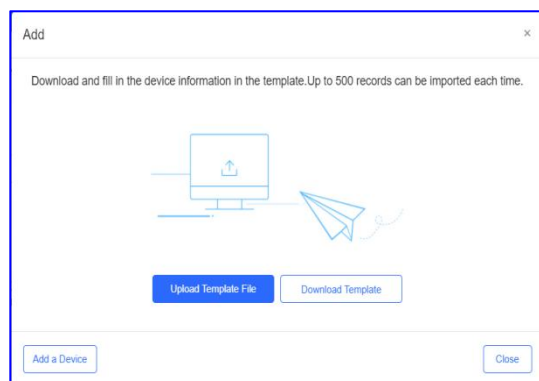 Add
x
Download and fill in the device information in the template.Up to 500 records can be imported each time.
Upload Template File
Download Template
Add a Device
Close